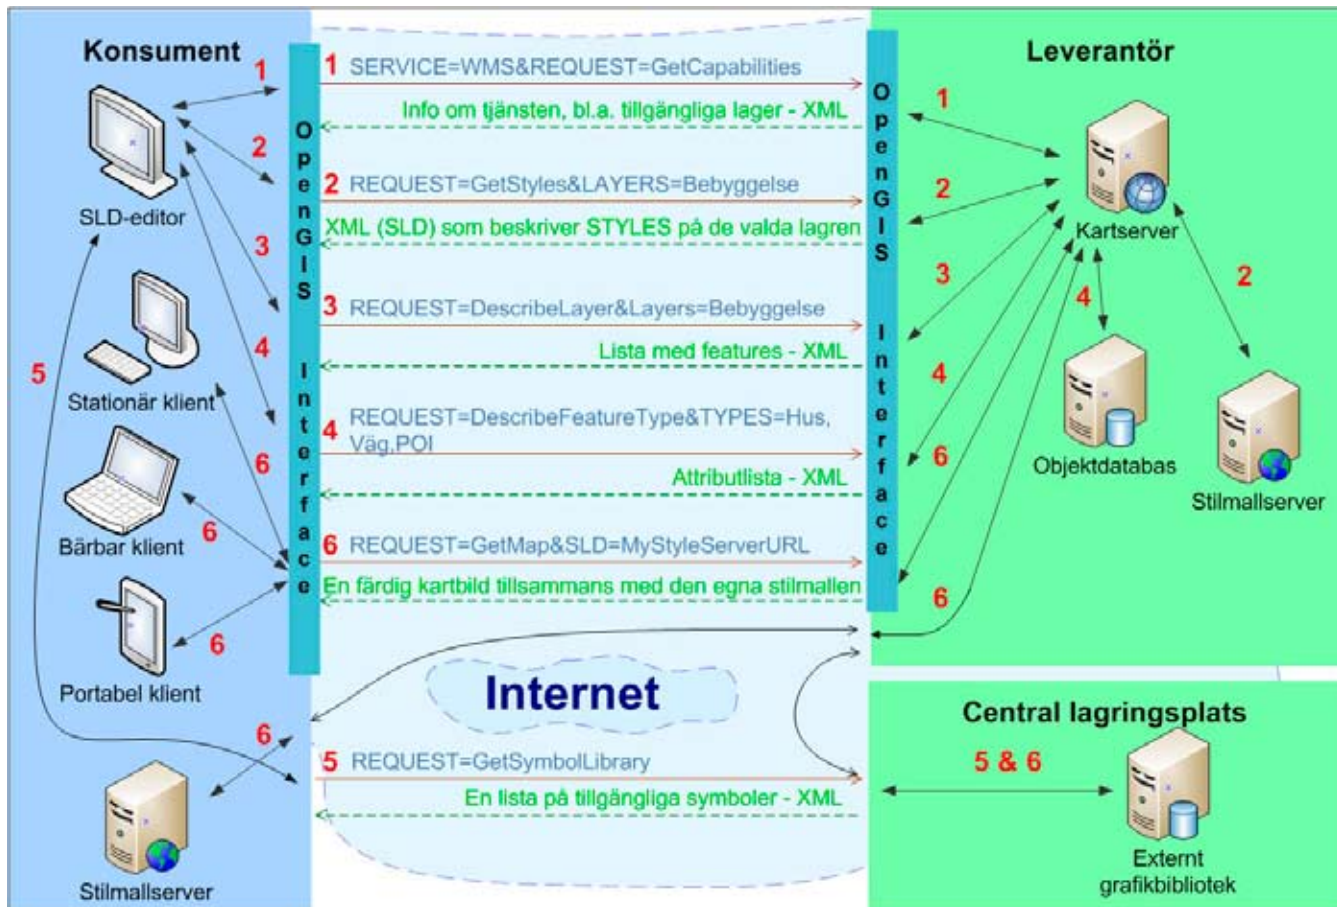 Konsument
Leverantör
1
1 SERVICE=WMS&REQUEST=GetCapabilities
Info om tjänsten, bl.a. tillgängliga lager - XML
1
2
2 REQUEST=GetStyles&LAYERS=Bebyggelse
XML (SLD) som beskriver STYLES på de valda lagren
2
SLD-editor
Kartserver
OpenGIS Interface
OpenGIS Interface
3
3 REQUEST=DescribeLayer&Layers=Bebyggelse
Lista med features - XML
3
2
4
5
4
4
Stationär klient
4 REQUEST=DescribeFeatureType&TYPES=Hus,
Väg,POI
Attributlista - XML
6
6
Objektdatabas
Stilmallserver
Bärbar klient
6
6 REQUEST=GetMap&SLD=MyStyleServerURL
En färdig kartbild tillsammans med den egna stilmallen
6
6
Portabel klient
Internet
6
Central lagringsplats
5 REQUEST=GetSymbolLibrary
En lista på tillgängliga symboler - XML
5 & 6
Stilmallserver
Externt
grafikbibliotek